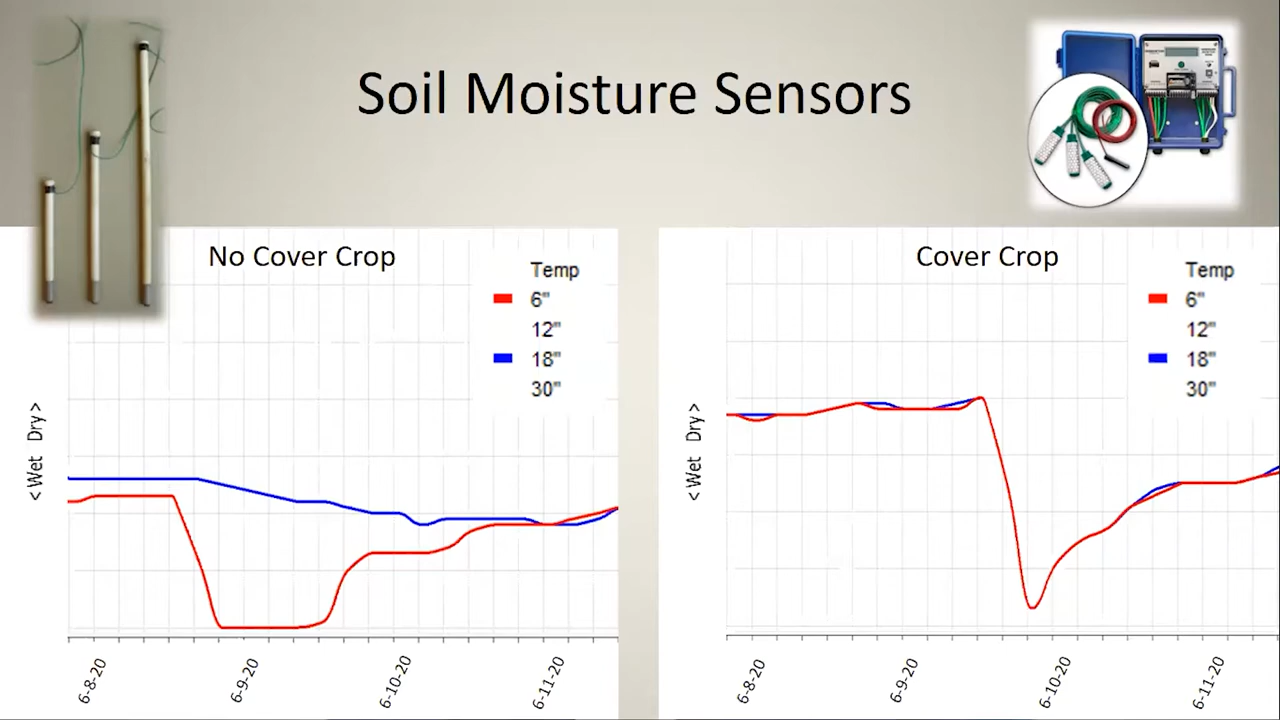 Soil Moisture Sensors
No Cover Crop
Temp
6"
12"
18"
30"
< Wet Dry >
6-8-20
6-9-20
6-10-20
6-11-20
Cover Crop
Temp
6"
12"
18"
30"
< Wet Dry >
6-8-20
6-9-20
6-10-20
6-11-20